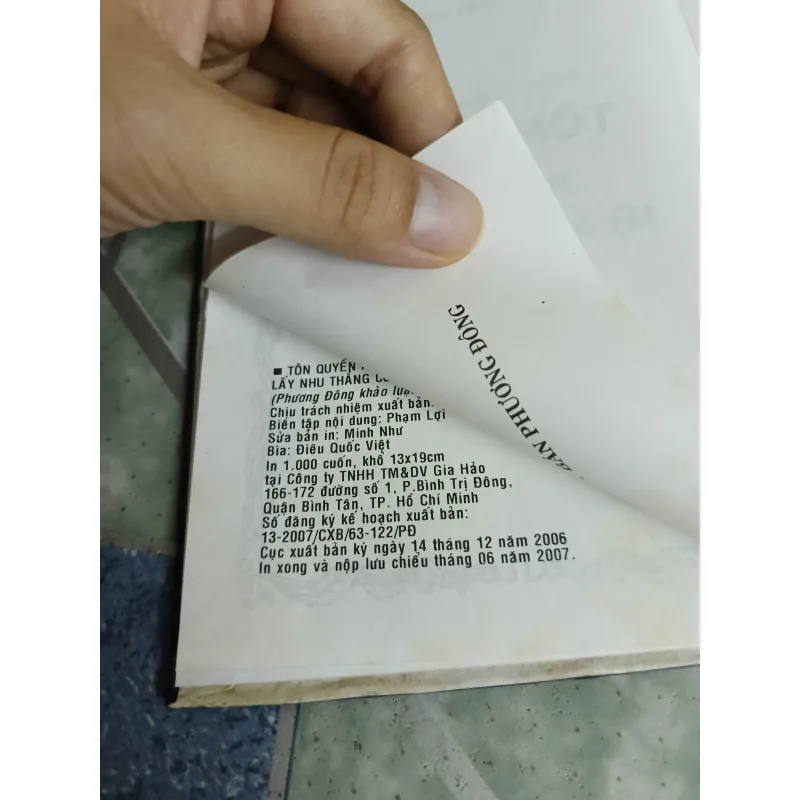 TÔN
BẢN PHƯƠNG ĐÔNG
■ TÔN QUYỀN
LẤY NHU THẮNG
(Phương Đông khảo luận
Chịu trách nhiệm xuất bản:
Biên tập nội dung: Phạm Lợi
Sửa bản in: Minh Như
Bìa: Điêu Quốc Việt
In 1.000 cuốn, khổ 13x19cm
tại Công ty TNHH TM&DV Gia Hảo
166-172 đường số 1, P.Bình Trị Đông,
Quận Bình Tân, TP. Hồ Chí Minh
Số đăng ký kế hoạch xuất bản:
13-2007/CXB/63-122/PĐ
Cục xuất bản ký ngày 14 tháng 12 năm 2006
In xong và nộp lưu chiểu tháng 06 năm 2007.